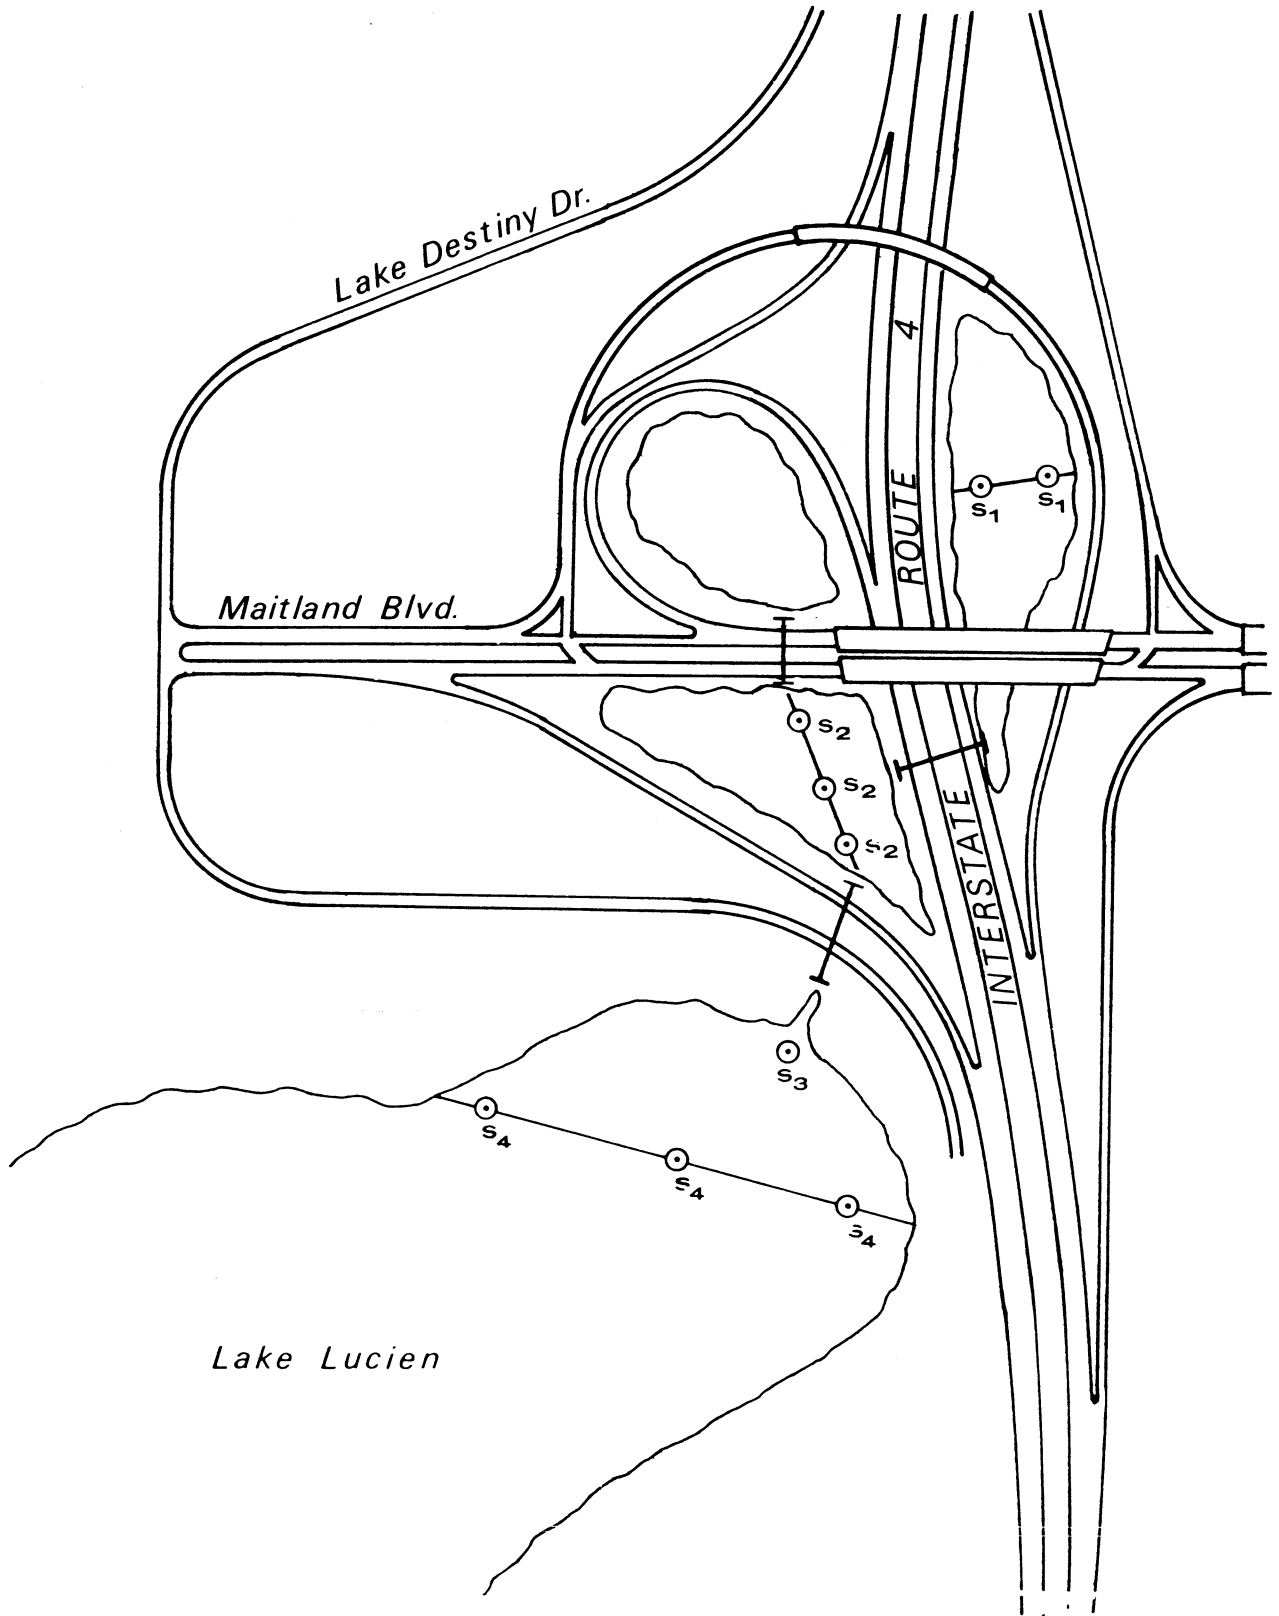 Lake Destiny Dr.
ROUTE 4
S1
S1
Maitland Blvd.
S2
S2
S2
INTERSTATE
S3
S4
S4
S4
Lake Lucien